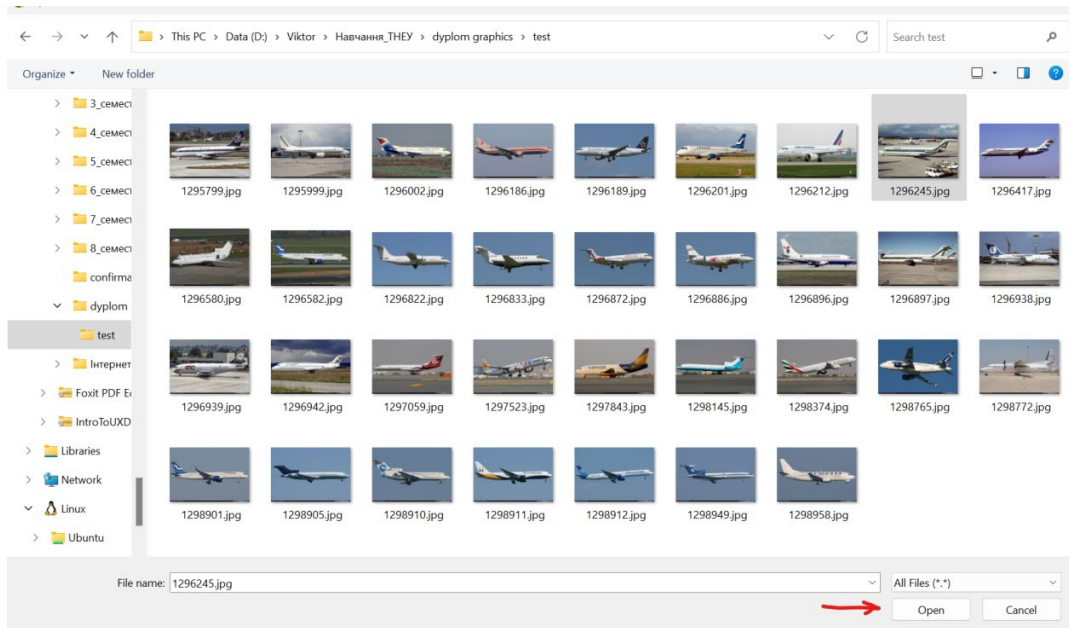 This PC > Data (D:) > Viktor > Навчання_ТНЕУ > dyplom graphics > test
Search test
Organize
New folder
3_семест
4_семест
5_семест
6_семест
7_семест
8_семест
confirma
dyplom
test
Інтернет
Foxit PDF Ed
IntroToUXD
Libraries
Network
Linux
Ubuntu
1295799.jpg 1295999.jpg 1296002.jpg 1296186.jpg 1296189.jpg 1296201.jpg 1296212.jpg 1296245.jpg 1296417.jpg
1296580.jpg 1296582.jpg 1296822.jpg 1296833.jpg 1296872.jpg 1296886.jpg 1296896.jpg 1296897.jpg 1296938.jpg
1296939.jpg 1296942.jpg 1297059.jpg 1297523.jpg 1297843.jpg 1298145.jpg 1298374.jpg 1298765.jpg 1298772.jpg
1298901.jpg 1298905.jpg 1298910.jpg 1298911.jpg 1298912.jpg 1298949.jpg 1298958.jpg
File name: 1296245.jpg
All Files (*.*)
Open
Cancel